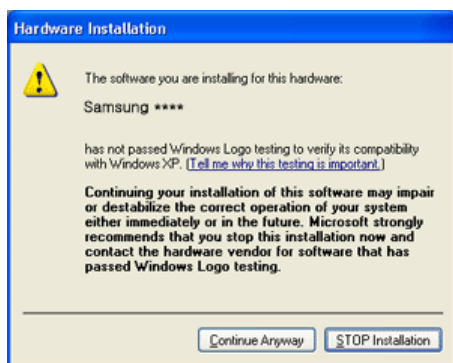 Hardware Installation
The software you are installing for this hardware:
Samsung ****
has not passed Windows Logo testing to verify its compatibility
with Windows XP. (Tell me why this testing is important.)
Continuing your installation of this software may impair
or destabilize the correct operation of your system
either immediately or in the future. Microsoft strongly
recommends that you stop this installation now and
contact the hardware vendor for software that has
passed Windows Logo testing.
Continue Anyway
STOP Installation